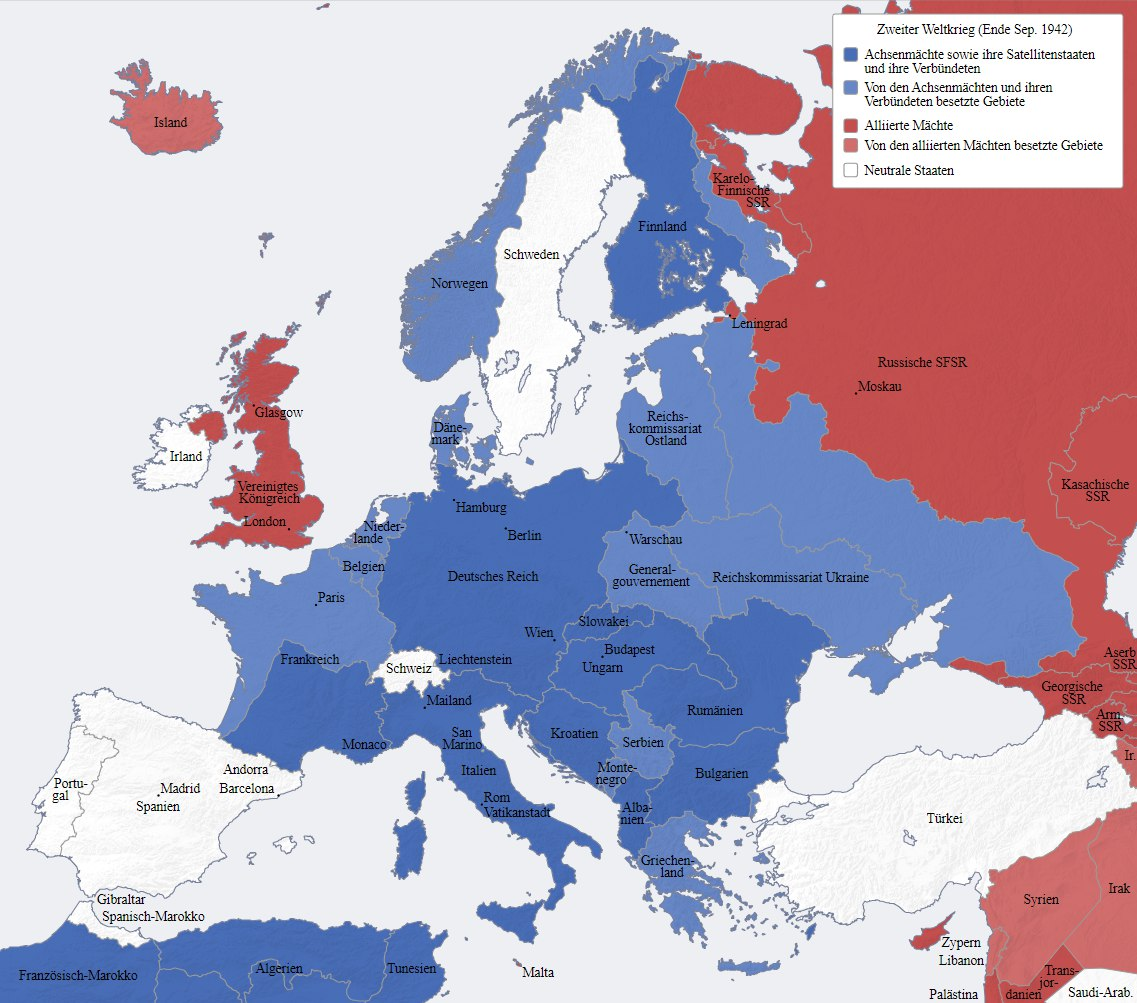 Zweiter Weltkrieg (Ende Sep. 1942)
Achsenmächte sowie ihre Satellitenstaaten
und ihre Verbündeten
Von den Achsenmächten und ihren
Verbündeten besetzte Gebiete
Alliierte Mächte
Von den alliierten Mächten besetzte Gebiete
Neutrale Staaten
Island
Karelo-
Finnische
SSR
Finnland
Schweden
Norwegen
Leningrad
Russische SFSR
Moskau
Glasgow
Reichs-
kommissariat
Ostland
Däne-
mark
Irland
Kasachische
SSR
Vereinigtes
Königreich
London
Hamburg
Berlin
Nieder-
lande
Warschau
Belgien
Deutsches Reich
General-
gouvernement
Reichskommissariat Ukraine
Paris
Slowakei
Wien
Budapest
Frankreich
Schweiz
Liechtenstein
Ungarn
Aserb
SSR
Georgische
SSR
Mailand
Rumänien
Arm.
SSR
San
Marino
Kroatien
Serbien
Monaco
Ir.
Andorra
Italien
Monte-
negro
Bulgarien
Portu-
gal
Madrid
Barcelona
Spanien
Rom
Vatikanstadt
Alba-
nien
Türkei
Griechen-
land
Gibraltar
Spanisch-Marokko
Syrien
Irak
Zypern
Libanon
Französisch-Marokko
Algerien
Tunesien
Malta
Trans-
jor-
danien
Palästina
Saudi-Arab.